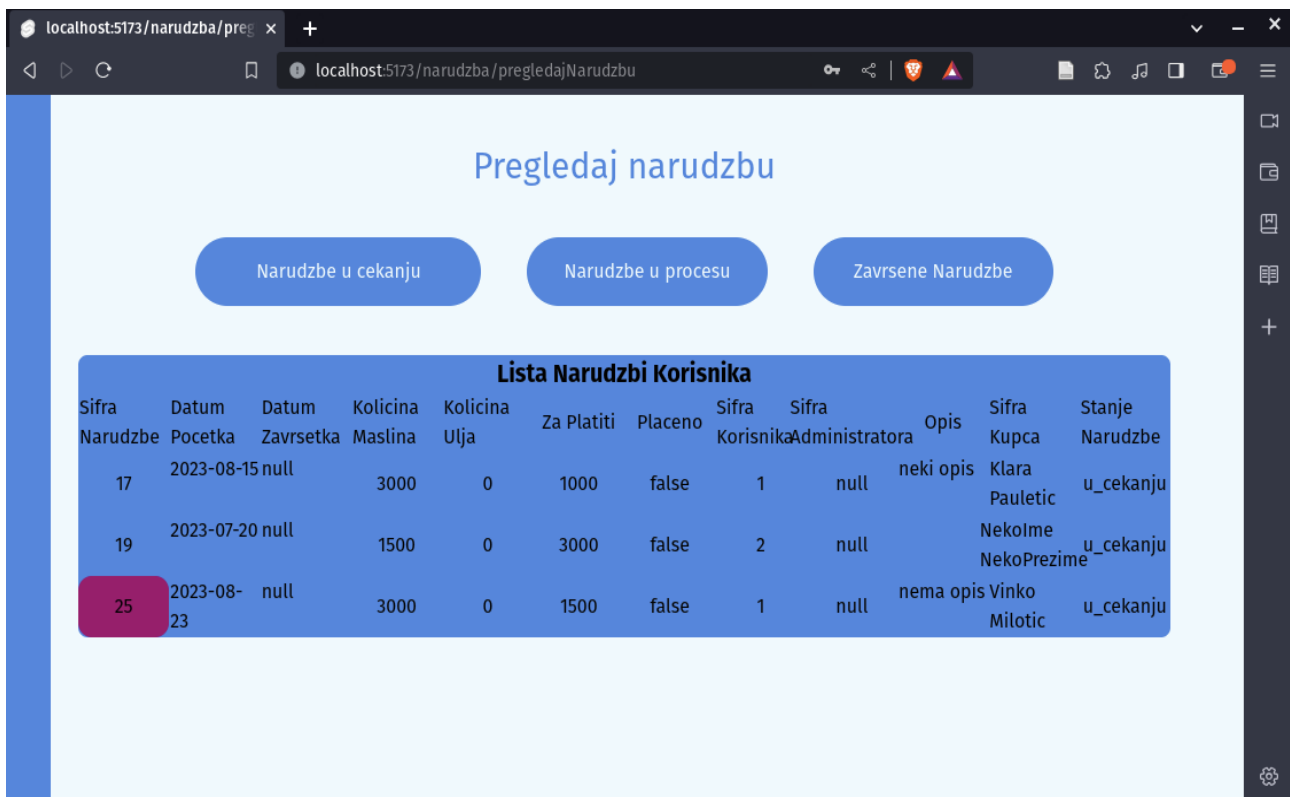 localhost:5173/narudzba/preg
localhost:5173/narudzba/pregledajNarudzbu
Pregledaj narudzbu
Narudzbe u cekanju Narudzbe u procesu Zavrsene Narudzbe
Lista Narudzbi Korisnika
Sifra Datum Datum Kolicina Kolicina Za Platiti Placeno Sifra Sifra Opis Sifra Stanje
Narudzbe Pocetka Zavrsetka Maslina Ulja Korisnika Administratora Kupca Narudzbe
2023-08-15 null neki opis Klara
17 3000 0 1000 false 1 null Pauletic u_cekanju
2023-07-20 null NekoIme
19 1500 0 3000 false 2 null NekoPrezime u_cekanju
2023-08- null nema opis Vinko
25 23 3000 0 1500 false 1 null Milotic u_cekanju